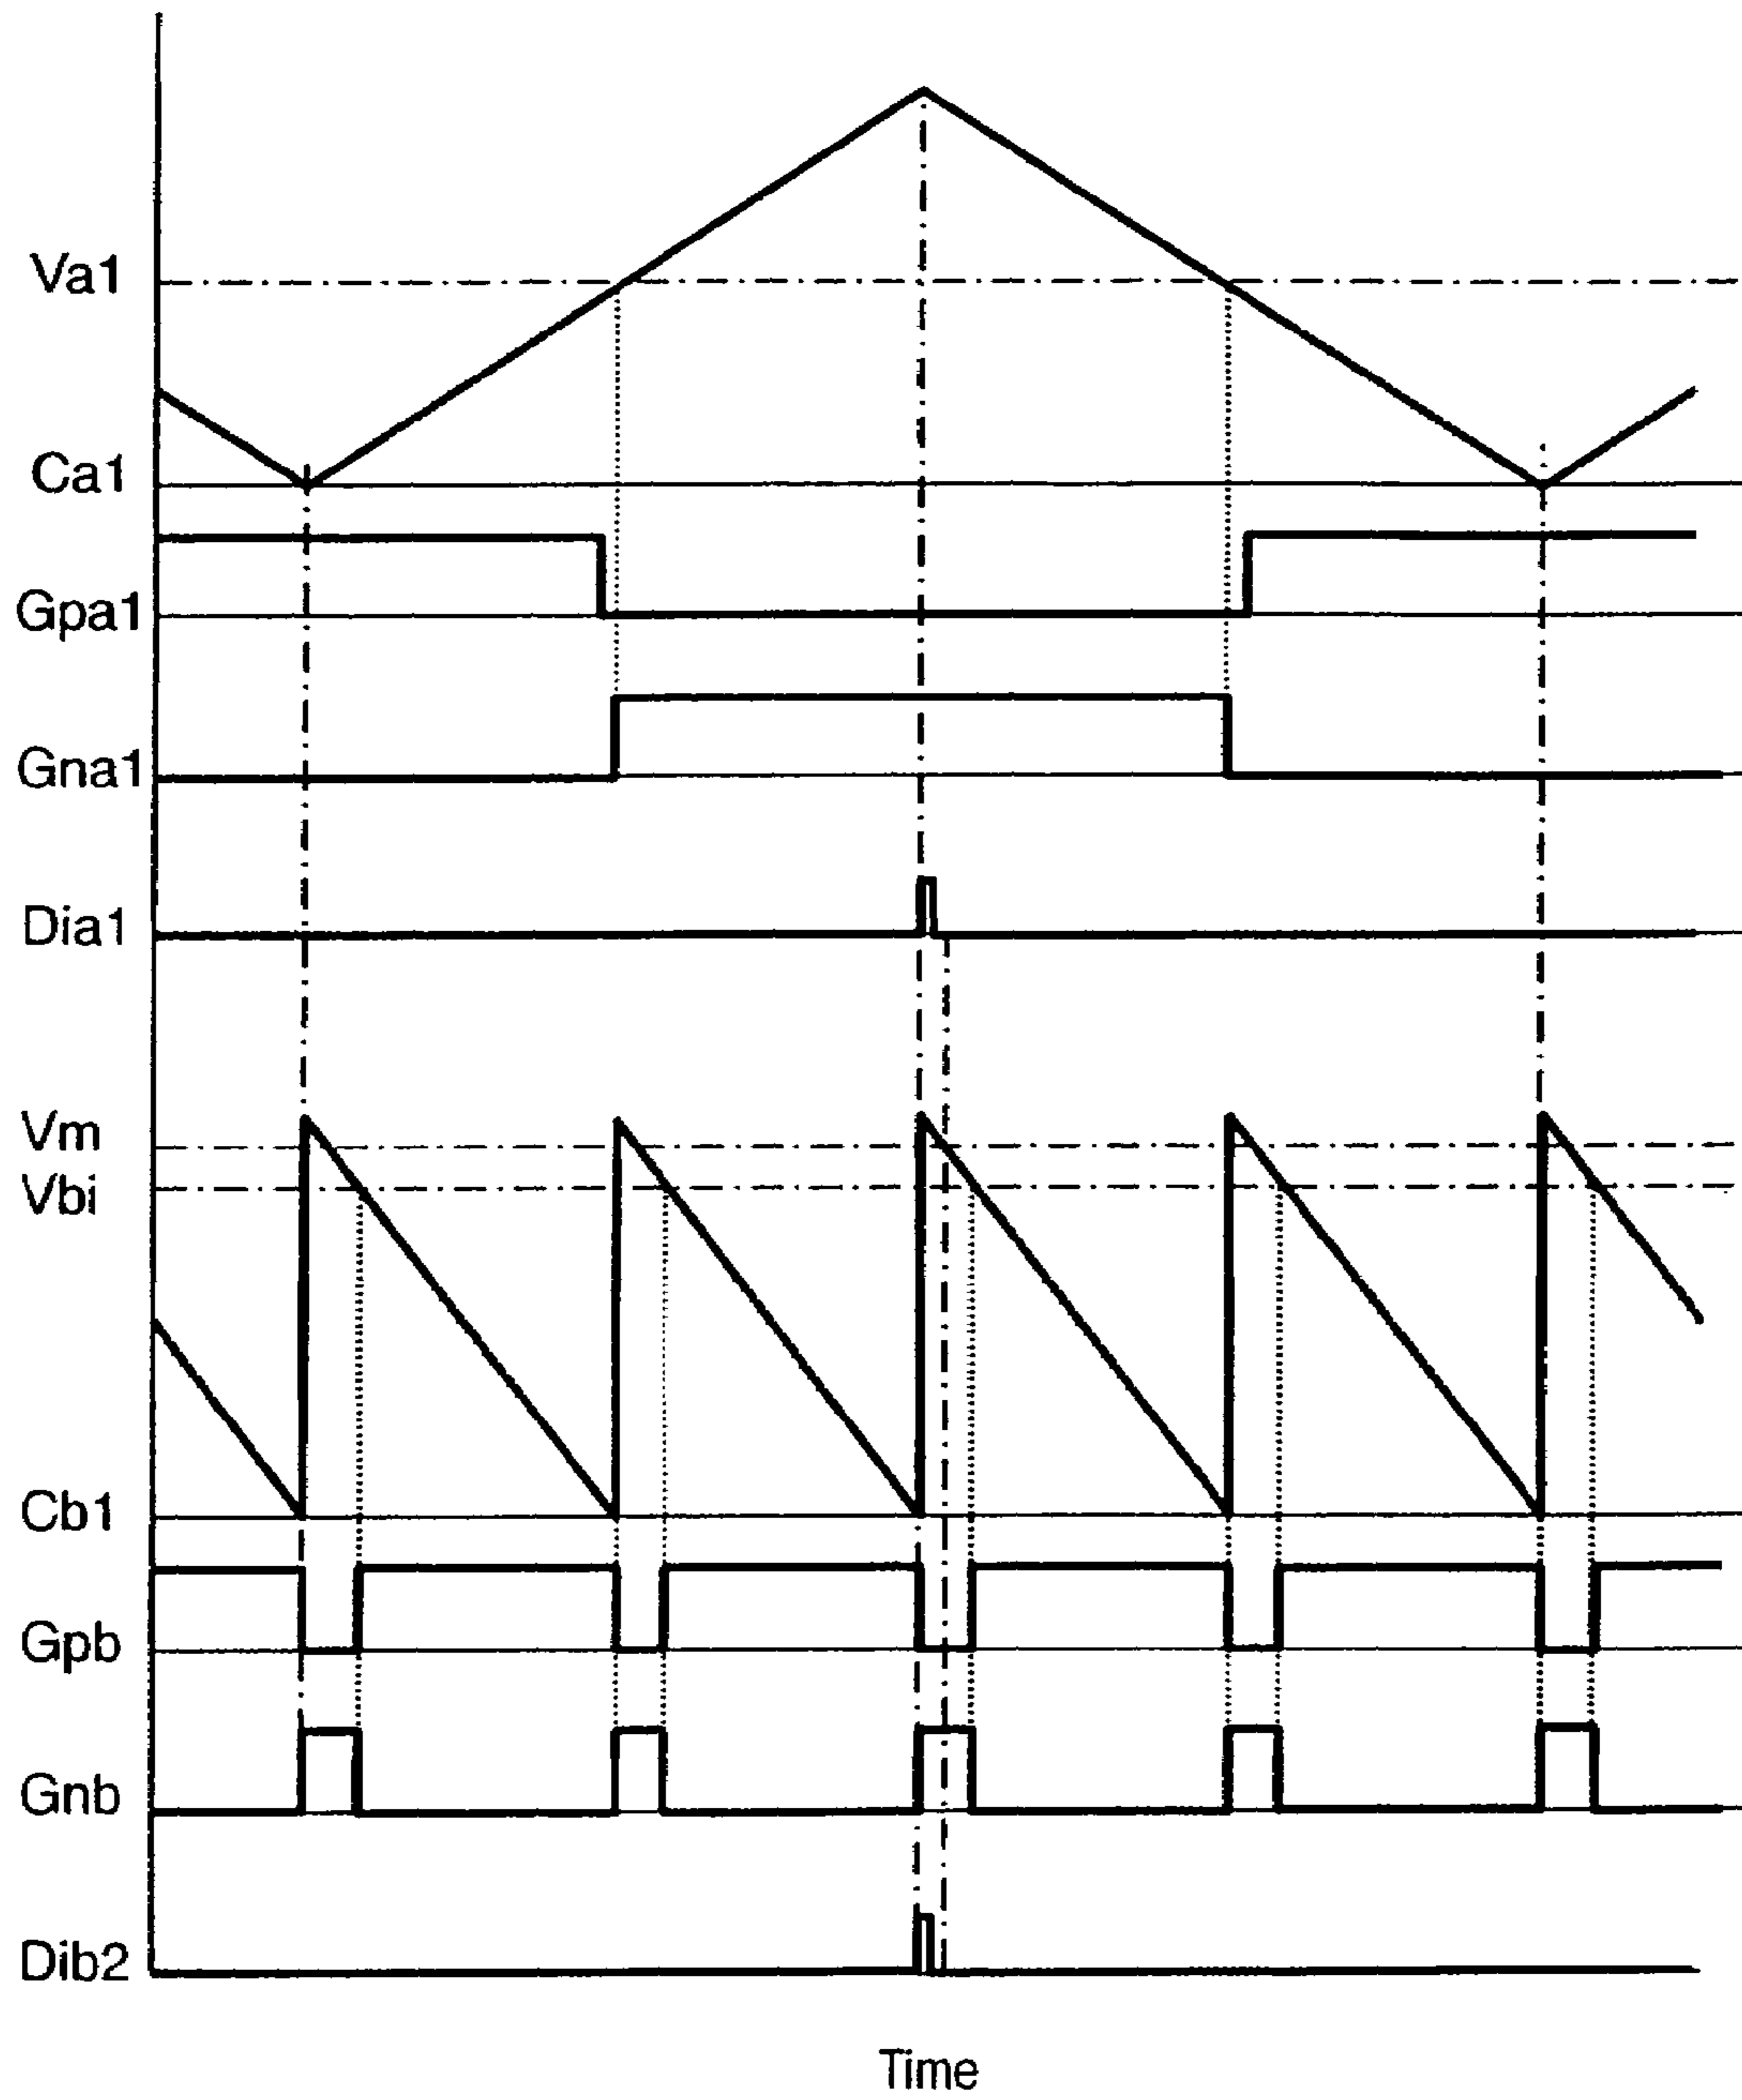 Va1
Ca1
Gpa1
Gna1
Dia1
Vm
Vbi
Cb1
Gpb
Gnb
Dib2
Time